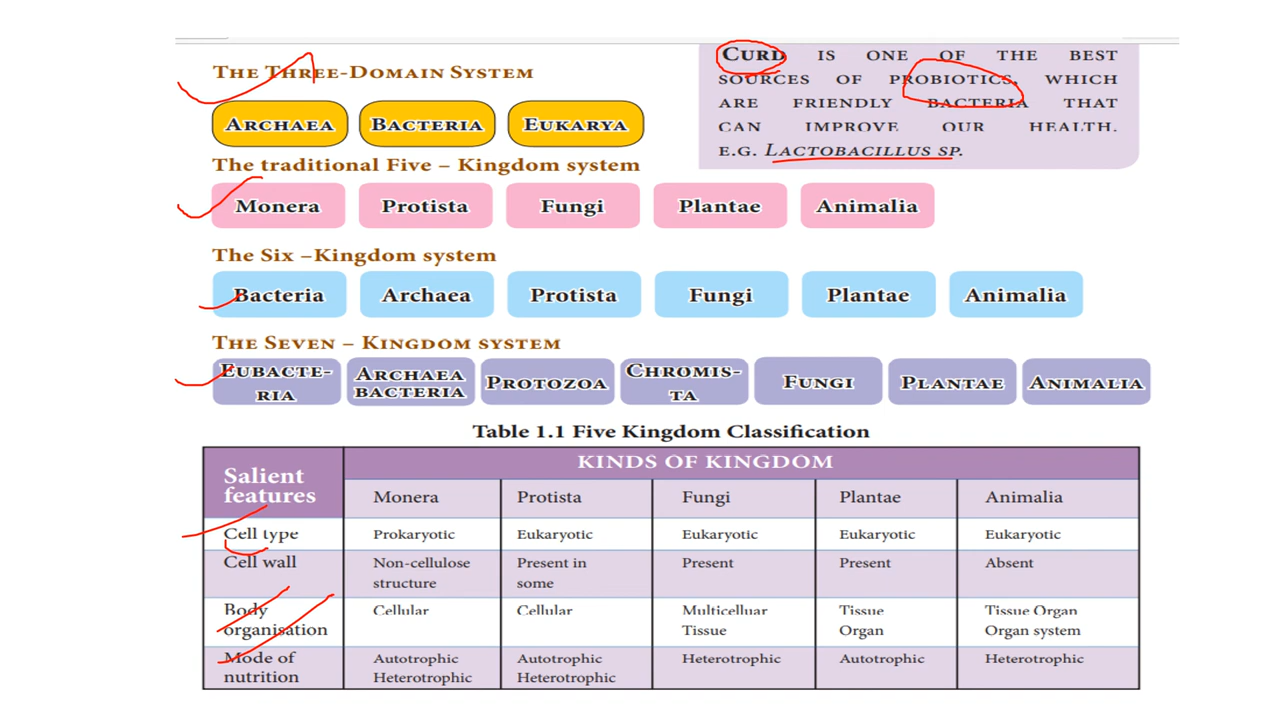 The Three-Domain System
Archaea Bacteria Eukarya
Curd is one of the best
sources of probiotics, which
are friendly bacteria that
can improve our health.
e.g. Lactobacillus sp.
The traditional Five – Kingdom system
Monera Protista Fungi Plantae Animalia
The Six –Kingdom system
Bacteria Archaea Protista Fungi Plantae Animalia
The Seven – Kingdom system
Eubacte-
ria
Archaea
bacteria
Protozoa
Chromis-
ta
Fungi
Plantae
Animalia
Table 1.1 Five Kingdom Classification
Salient
features
KINDS OF KINGDOM
Monera Protista Fungi Plantae Animalia
Cell type Prokaryotic Eukaryotic Eukaryotic Eukaryotic Eukaryotic
Cell wall Non-cellulose Present in Present Present Absent
structure some
Body Cellular Cellular Multicelluar Tissue Tissue Organ
organisation Tissue Organ Organ system
Mode of Autotrophic Autotrophic Heterotrophic Autotrophic Heterotrophic
nutrition Heterotrophic Heterotrophic